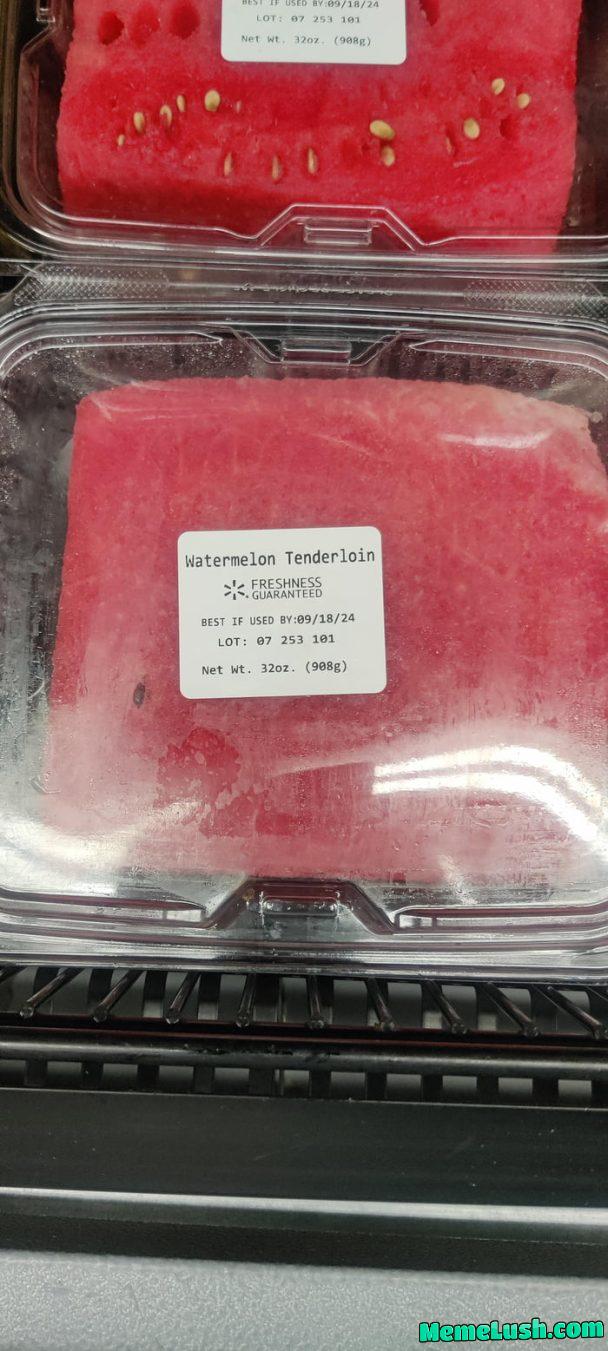 BEST IF USED BY:09/18/24
LOT: 07 253 101
Net Wt. 32oz. (908g)
Watermelon Tenderloin
FRESHNESS
GUARANTEED
BEST IF USED BY:09/18/24
LOT: 07 253 101
Net Wt. 32oz. (908g)
MemeLush.com